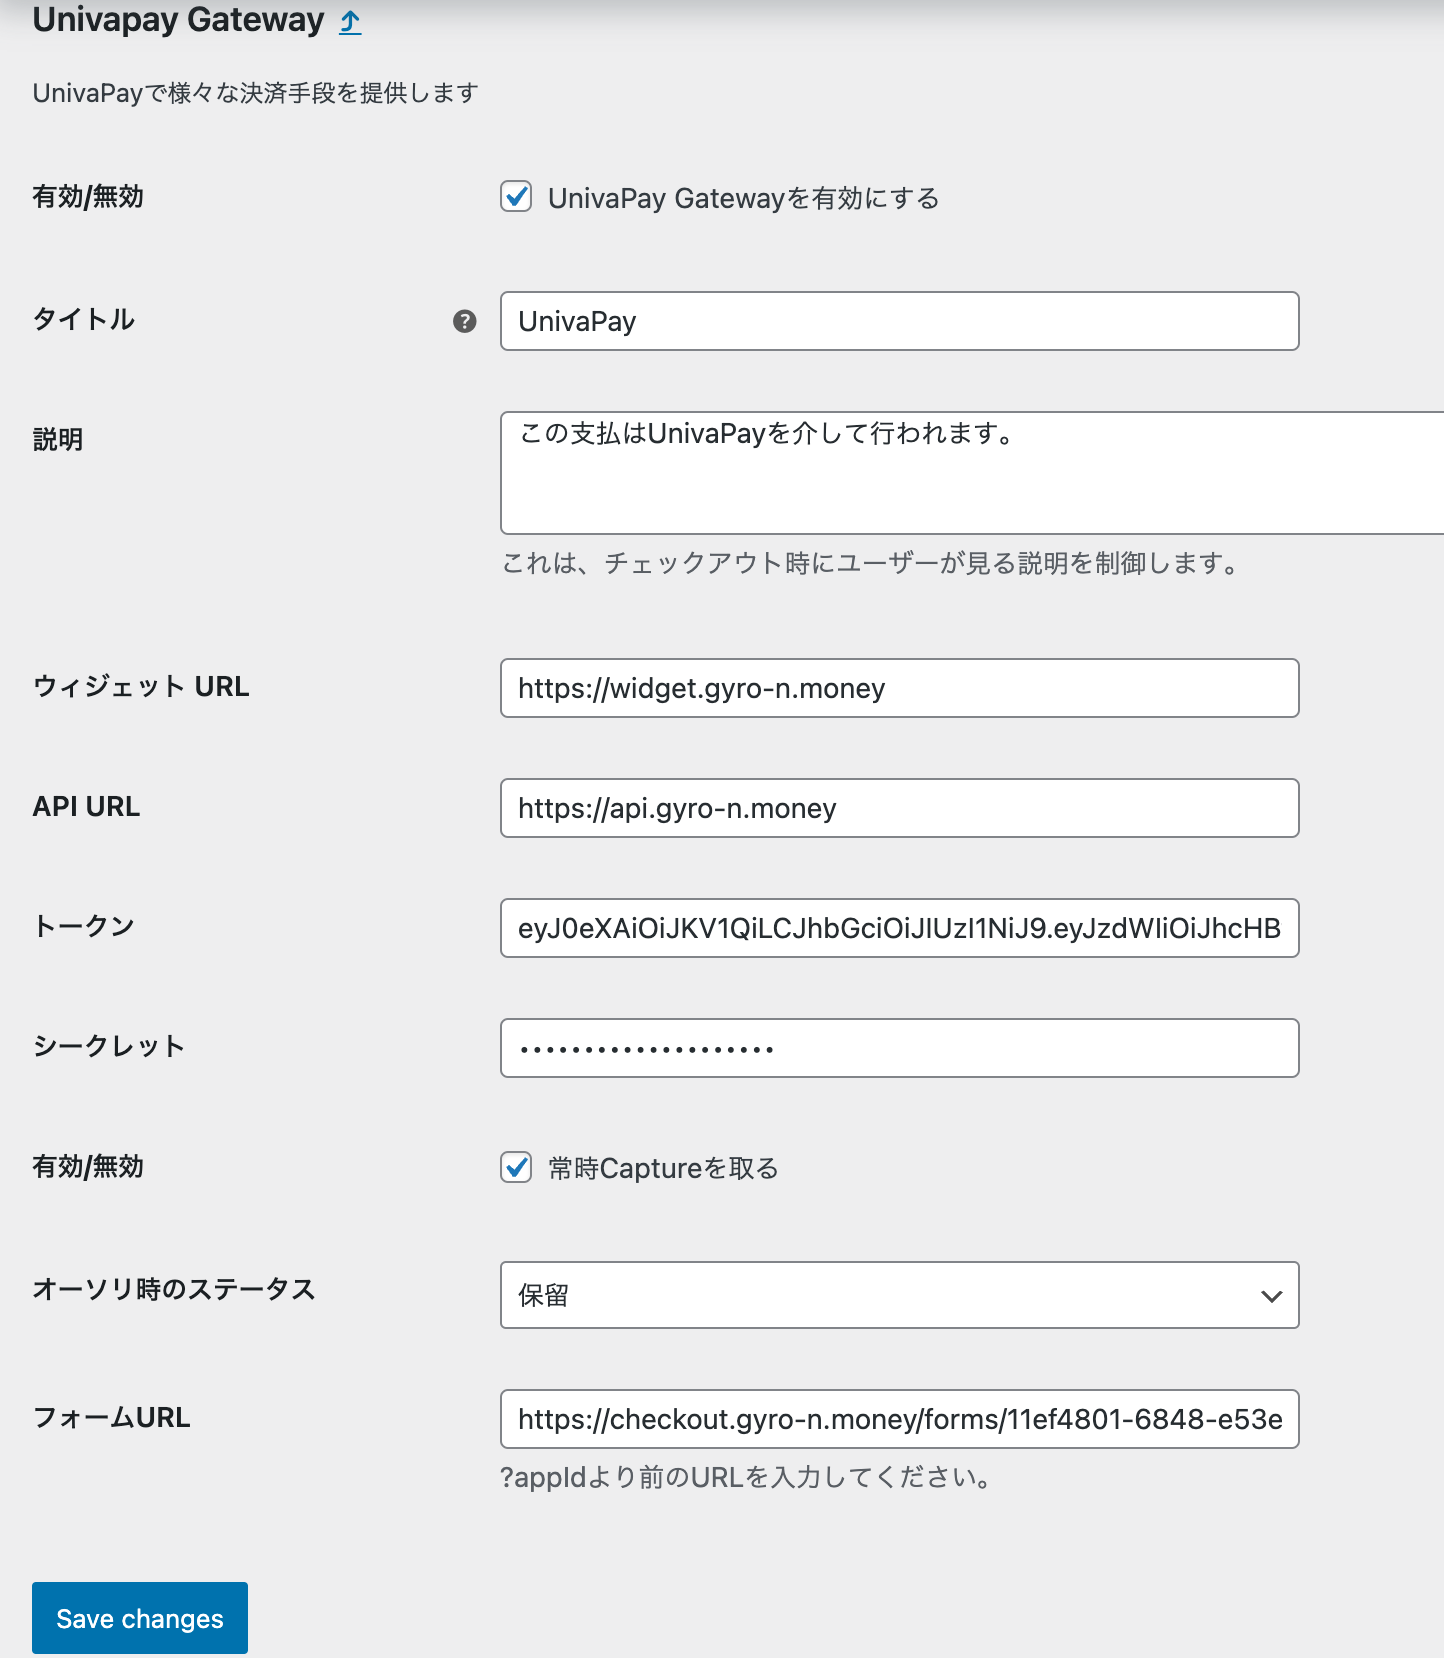 Univapay Gateway
UnivaPayで様々な決済手段を提供します
有効/無効
UnivaPay Gatewayを有効にする
タイトル
UnivaPay
説明
この支払はUnivaPayを介して行われます。
これは、チェックアウト時にユーザーが見る説明を制御します。
ウィジェット URL
https://widget.gyro-n.money
API URL
https://api.gyro-n.money
トークン
eyJ0eXAiOiJKV1QiLCJhbGciOiJIUzI1NiJ9.eyJzdWIiOiJhcHB
シークレット
有効/無効
常時Captureを取る
オーソリ時のステータス
保留
フォームURL
https://checkout.gyro-n.money/forms/11ef4801-6848-e53e
?appIdより前のURLを入力してください。
Save changes